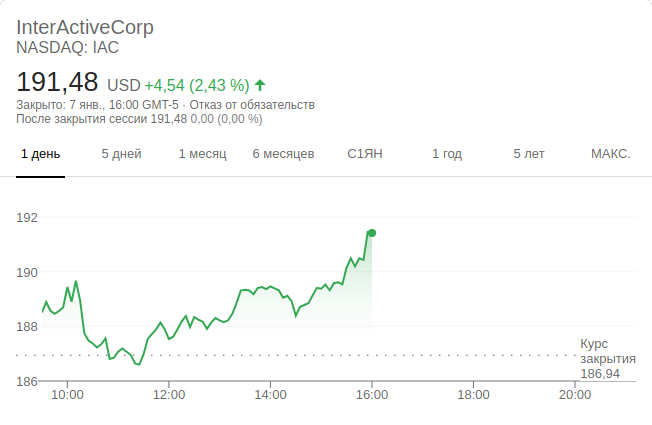 InterActiveCorp
NASDAQ: IAC
191,48 USD +4,54 (2,43 %)
Закрыто: 7 янв., 16:00 GMT-5 · Отказ от обязательств
После закрытия сессии 191,48 0,00 (0,00 %)
1 день 5 дней 1 месяц 6 месяцев С1ЯН 1 год 5 лет МАКС.
192
190
188
186
Курс
закрытия
186,94
10:00 12:00 14:00 16:00 18:00 20:00